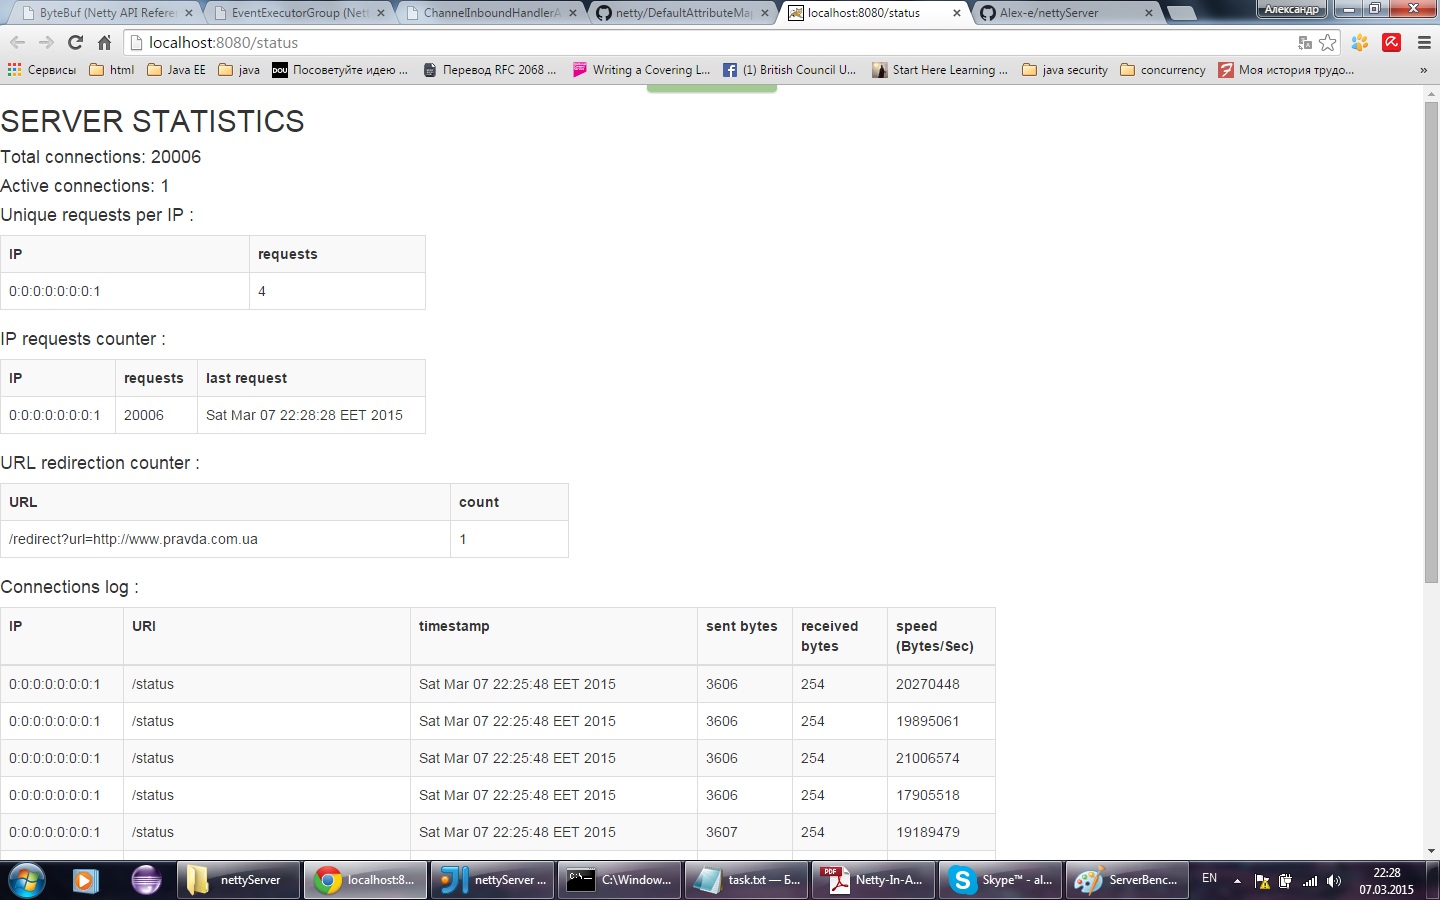 ByteBuf (Netty API Refere
EventExecutorGroup (Nett
ChannelInboundHandlerA
netty/DefaultAttributeMap
localhost:8080/status
Alex-e/nettyServer
Александр
localhost:8080/status
Сервисы
html
Java EE
java
DOU Посоветуйте идею ...
Перевод RFC 2068 ...
Writing a Covering L...
(1) British Council U...
Start Here Learning ...
java security
concurrency
Моя история трудо...
»
SERVER STATISTICS
Total connections: 20006
Active connections: 1
Unique requests per IP :
IP requests
0:0:0:0:0:0:0:1 4
IP requests counter :
IP requests last request
0:0:0:0:0:0:0:1 20006 Sat Mar 07 22:28:28 EET 2015
URL redirection counter :
URL count
/redirect?url=http://www.pravda.com.ua 1
Connections log :
IP URI timestamp sent bytes received bytes speed (Bytes/Sec)
0:0:0:0:0:0:0:1 /status Sat Mar 07 22:25:48 EET 2015 3606 254 20270448
0:0:0:0:0:0:0:1 /status Sat Mar 07 22:25:48 EET 2015 3606 254 19895061
0:0:0:0:0:0:0:1 /status Sat Mar 07 22:25:48 EET 2015 3606 254 21006574
0:0:0:0:0:0:0:1 /status Sat Mar 07 22:25:48 EET 2015 3606 254 17905518
0:0:0:0:0:0:0:1 /status Sat Mar 07 22:25:48 EET 2015 3607 254 19189479
nettyServer
localhost:8...
nettyServer ...
C:\Window...
task.txt — Б...
PDF Netty-In-A...
Skype™ - al...
ServerBenc...
EN
22:28
07.03.2015